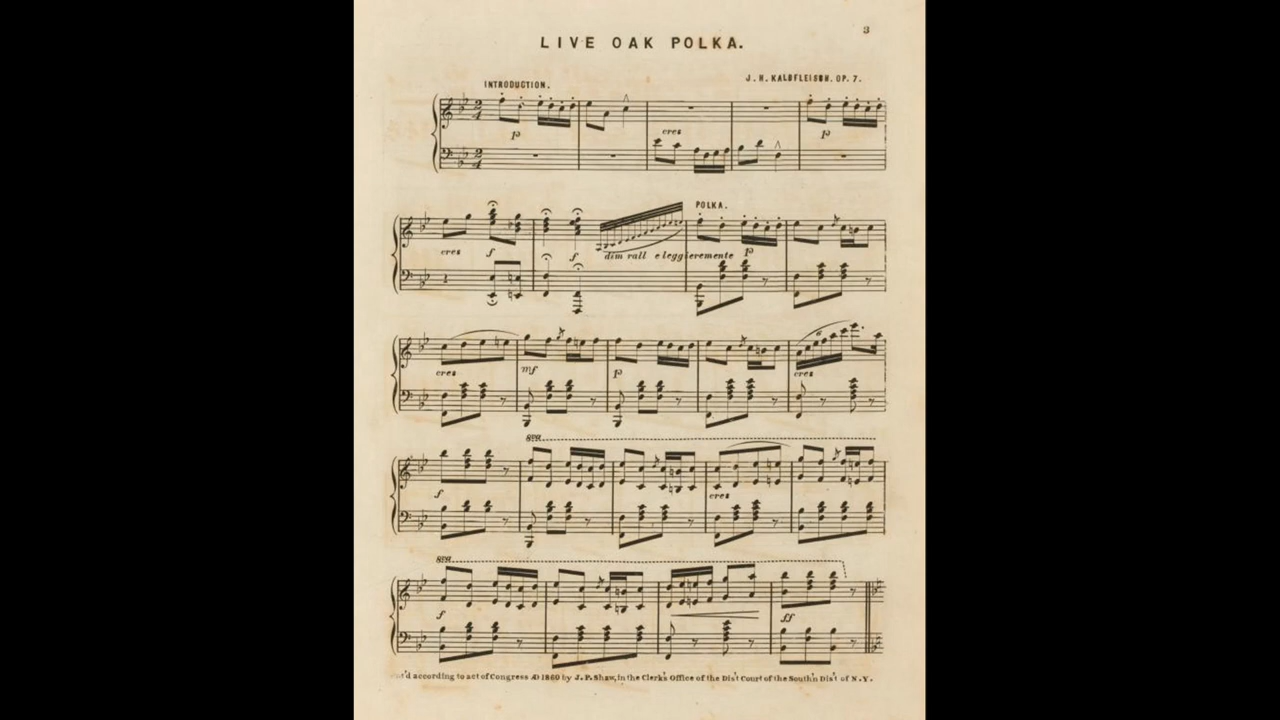 3
LIVE OAK POLKA.
INTRODUCTION. J. H. KALBFLEISCH. OP. 7.
p cres p
POLKA.
cres f f dim rall e leggieremente p
cres mf p cres
6
8va
f cres
8va
f ff
according to act of Congress AD 1860 by J. P. Shaw, in the Clerk's Office of the Dist Court of the South'n Dist of N.Y.